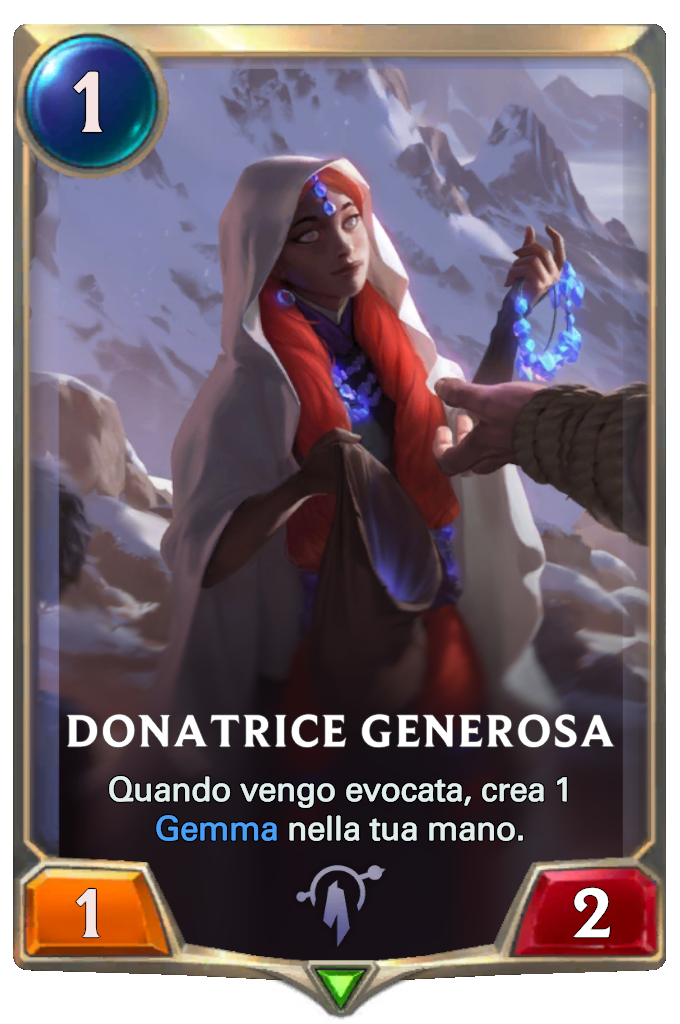 1
DONATRICE GENEROSA
Quando vengo evocata, crea 1
Gemma nella tua mano.
1
2